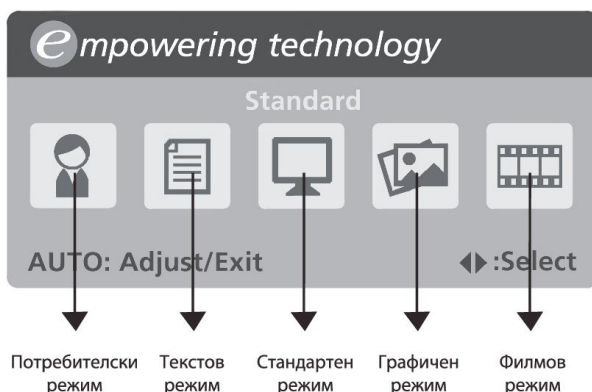 empowering technology
Standard
AUTO: Adjust/Exit ◀▶:Select
Потребителски режим
Текстов режим
Стандартен режим
Графичен режим
Филмов режим